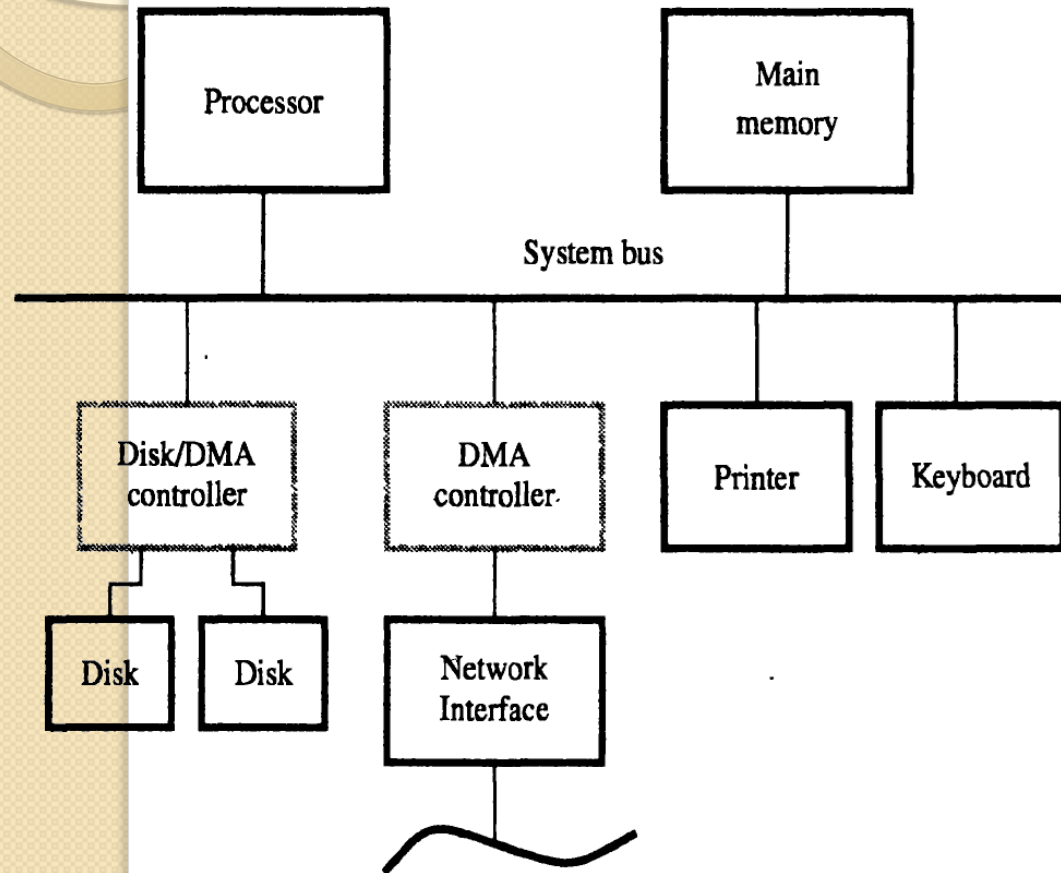 Processor
Main
memory
System bus
Disk/DMA
controller
DMA
controller
Printer
Keyboard
Disk
Disk
Network
Interface